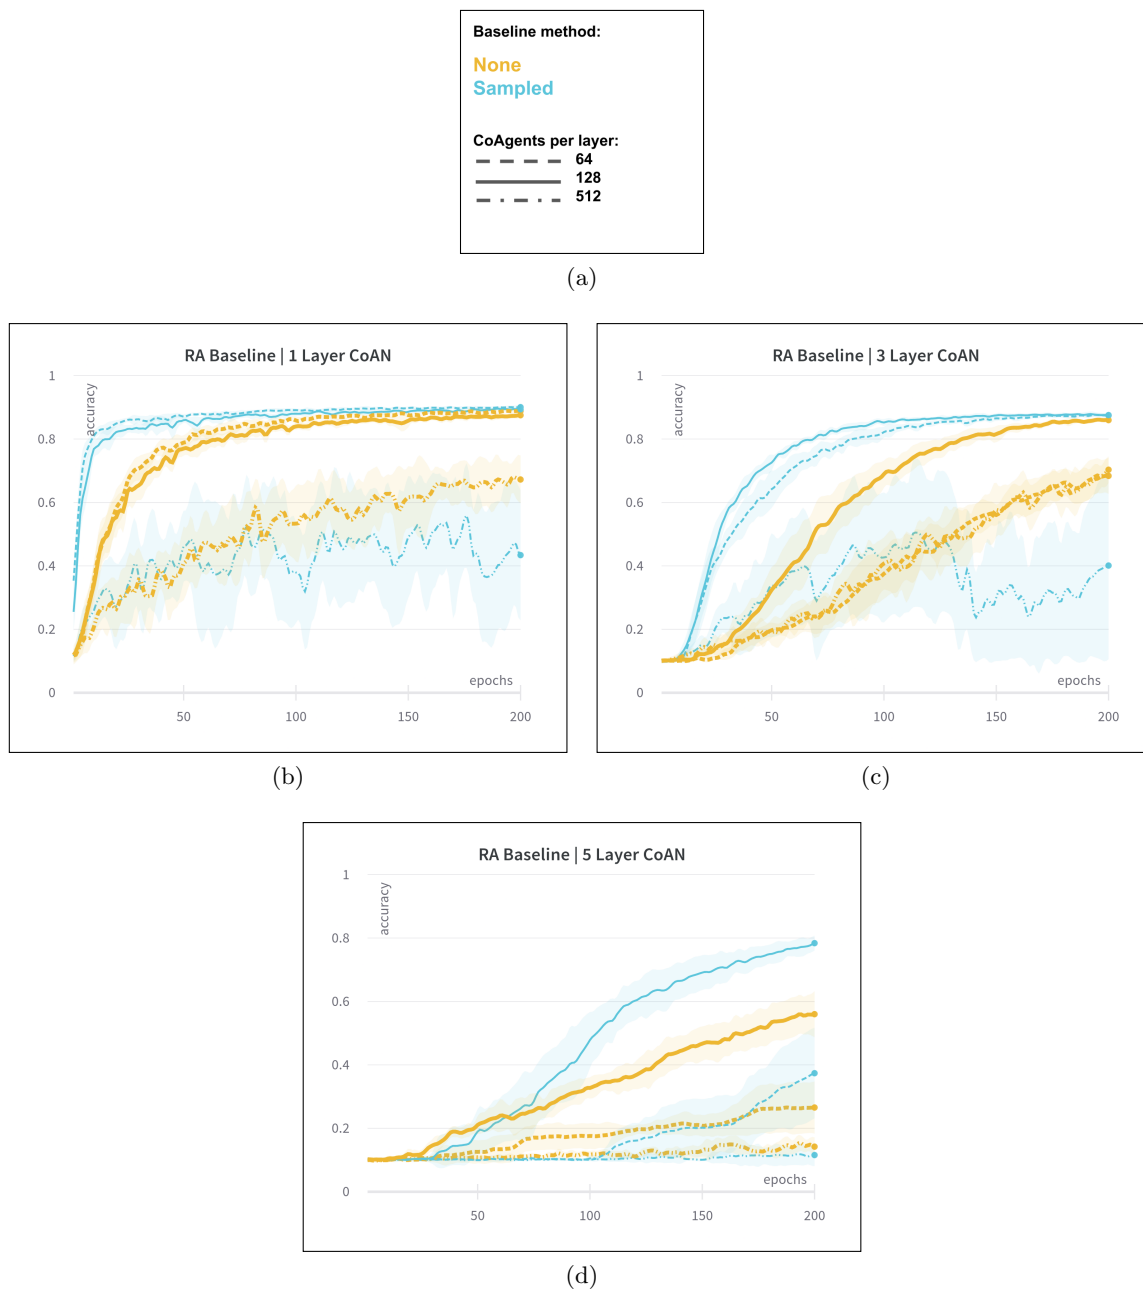 Baseline method:
None
Sampled
CoAgents per layer:
64
128
512
(a)
RA Baseline | 1 Layer CoAN
accuracy
1
0.8
0.6
0.4
0.2
0
epochs
50 100 150 200
(b)
RA Baseline | 3 Layer CoAN
accuracy
1
0.8
0.6
0.4
0.2
0
epochs
50 100 150 200
(c)
RA Baseline | 5 Layer CoAN
accuracy
1
0.8
0.6
0.4
0.2
0
epochs
50 100 150 200
(d)